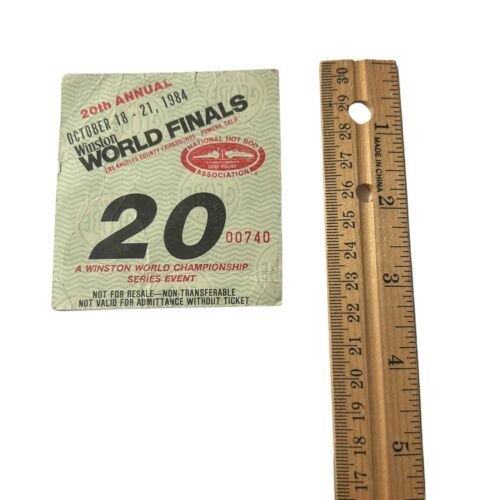 20th ANNUAL
OCTOBER 18 - 21, 1984
Winston
WORLD FINALS
LOS ANGELES COUNTY FAIRGROUNDS POMONA, CALIF.
NATIONAL HOT ROD
DRAG RACING
ASSOCIATION
20
00740
A WINSTON WORLD CHAMPIONSHIP
SERIES EVENT
NOT FOR RESALE—NON TRANSFERABLE
NOT VALID FOR ADMITTANCE WITHOUT TICKET
30
29
28
27
26
25
24
23
22
21
20
19
18
17
1
MADE IN CHINA
2
3
4
5